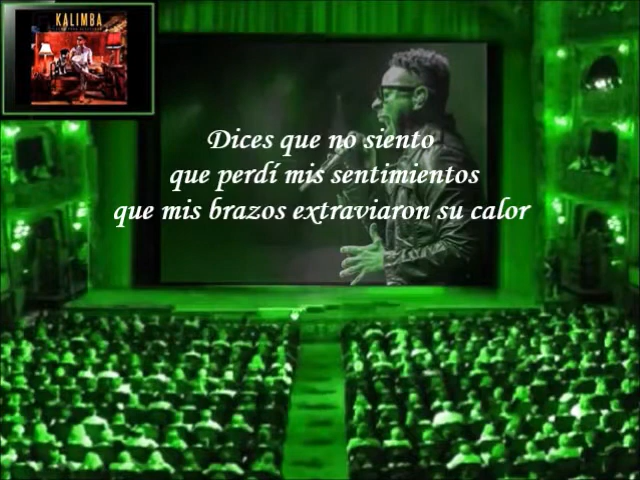 KALIMBA
Dices que no siento
que perdí mis sentimientos
que mis brazos extraviaron su calor